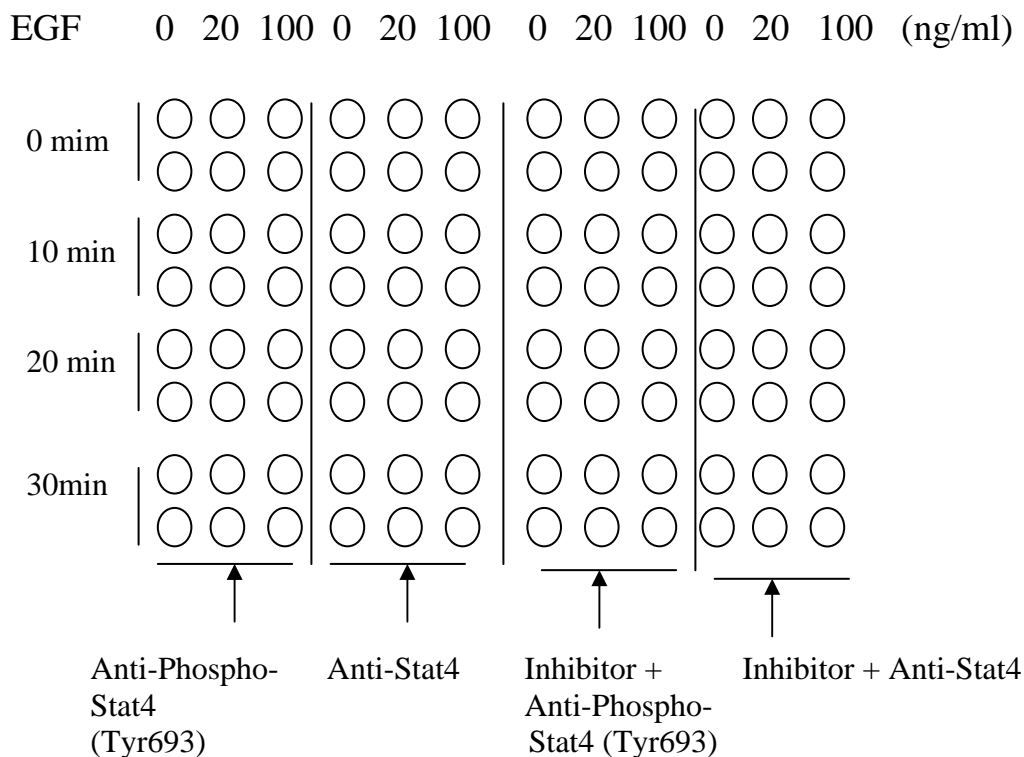 EGF 0 20 100 0 20 100 0 20 100 0 20 100 (ng/ml)
0 mim
10 min
20 min
30min
Anti-Phospho-
Stat4
(Tyr693)
Anti-Stat4
Inhibitor +
Anti-Phospho-
Stat4 (Tyr693)
Inhibitor + Anti-Stat4